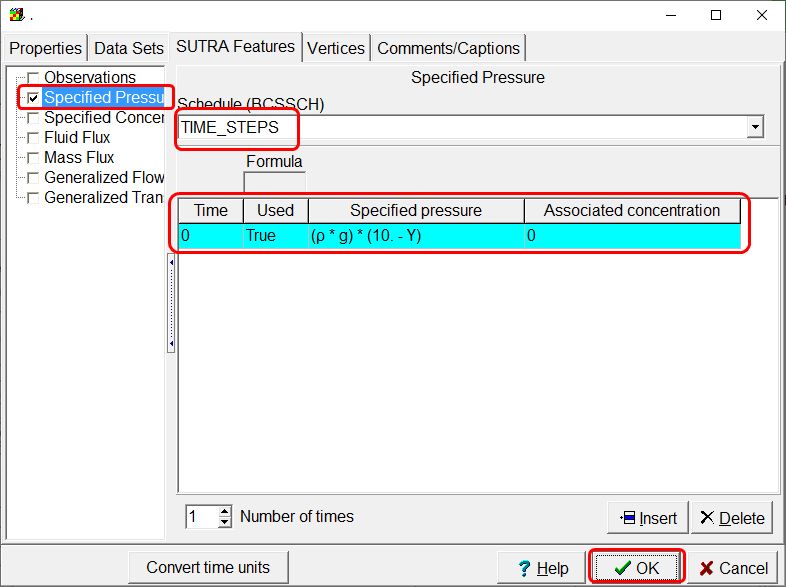 .
Properties Data Sets SUTRA Features Vertices Comments/Captions
Observations
Specified Pressu
Specified Concer
Fluid Flux
Mass Flux
Generalized Flow
Generalized Tran
Specified Pressure
Schedule (BCSSCH)
TIME_STEPS
Formula
Time Used Specified pressure Associated concentration
0 True (ρ * g) * (10. - Y) 0
1 Number of times
Insert Delete
Convert time units ? Help OK Cancel